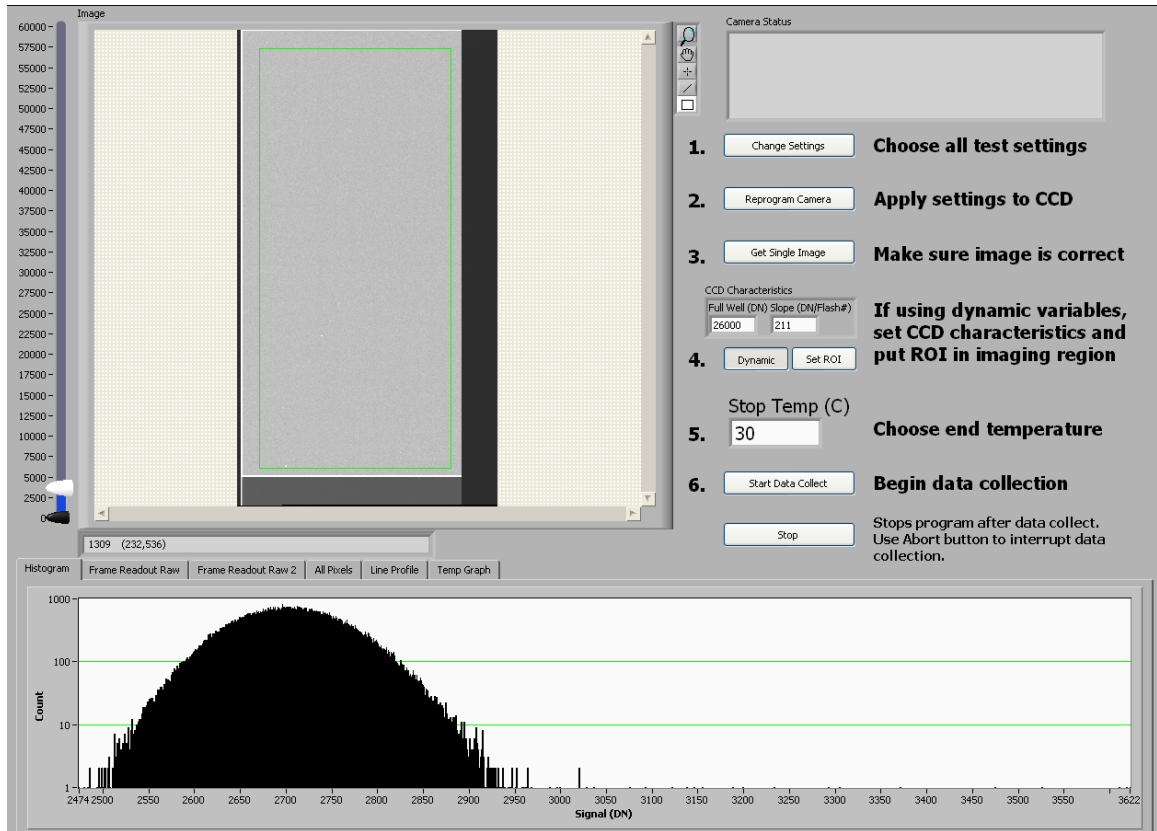 Image
60000
57500
55000
52500
50000
47500
45000
42500
40000
37500
35000
32500
30000
27500
25000
22500
20000
17500
15000
12500
10000
7500
5000
2500
0
1309 (232,536)
Camera Status
1. Change Settings Choose all test settings
2. Reprogram Camera Apply settings to CCD
3. Get Single Image Make sure image is correct
CCD Characteristics
Full Well (DN) Slope (DN/Flash#)
26000 211
4. Dynamic Set ROI
If using dynamic variables,
set CCD characteristics and
put ROI in imaging region
Stop Temp (C)
5. 30 Choose end temperature
6. Start Data Collect Begin data collection
Stop
Stops program after data collect.
Use Abort button to interrupt data
collection.
Histogram Frame Readout Raw Frame Readout Raw 2 All Pixels Line Profile Temp Graph
Count
1000
100
10
1
2474 2500 2550 2600 2650 2700 2750 2800 2850 2900 2950 3000 3050 3100 3150 3200 3250 3300 3350 3400 3450 3500 3550 3622
Signal (DN)